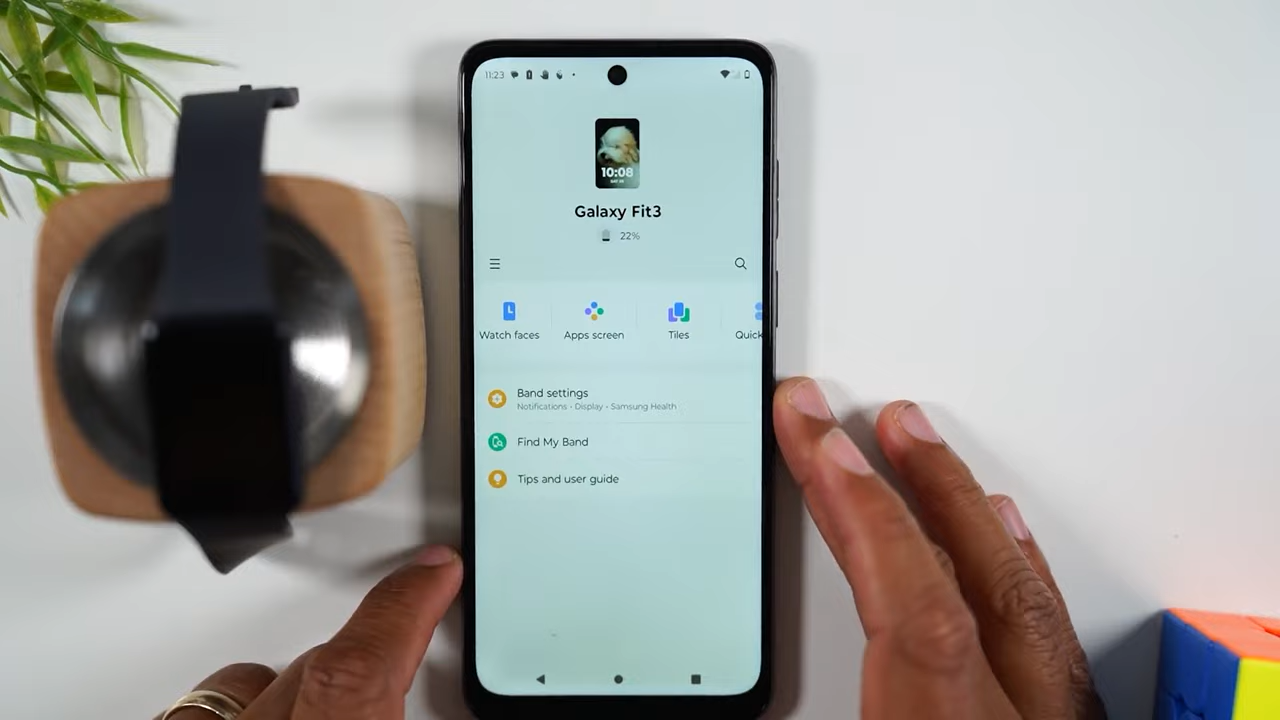 11:23
10:08
Galaxy Fit3
22%
Watch faces
Apps screen
Tiles
Quick
Band settings
Notifications • Display • Samsung Health
Find My Band
Tips and user guide